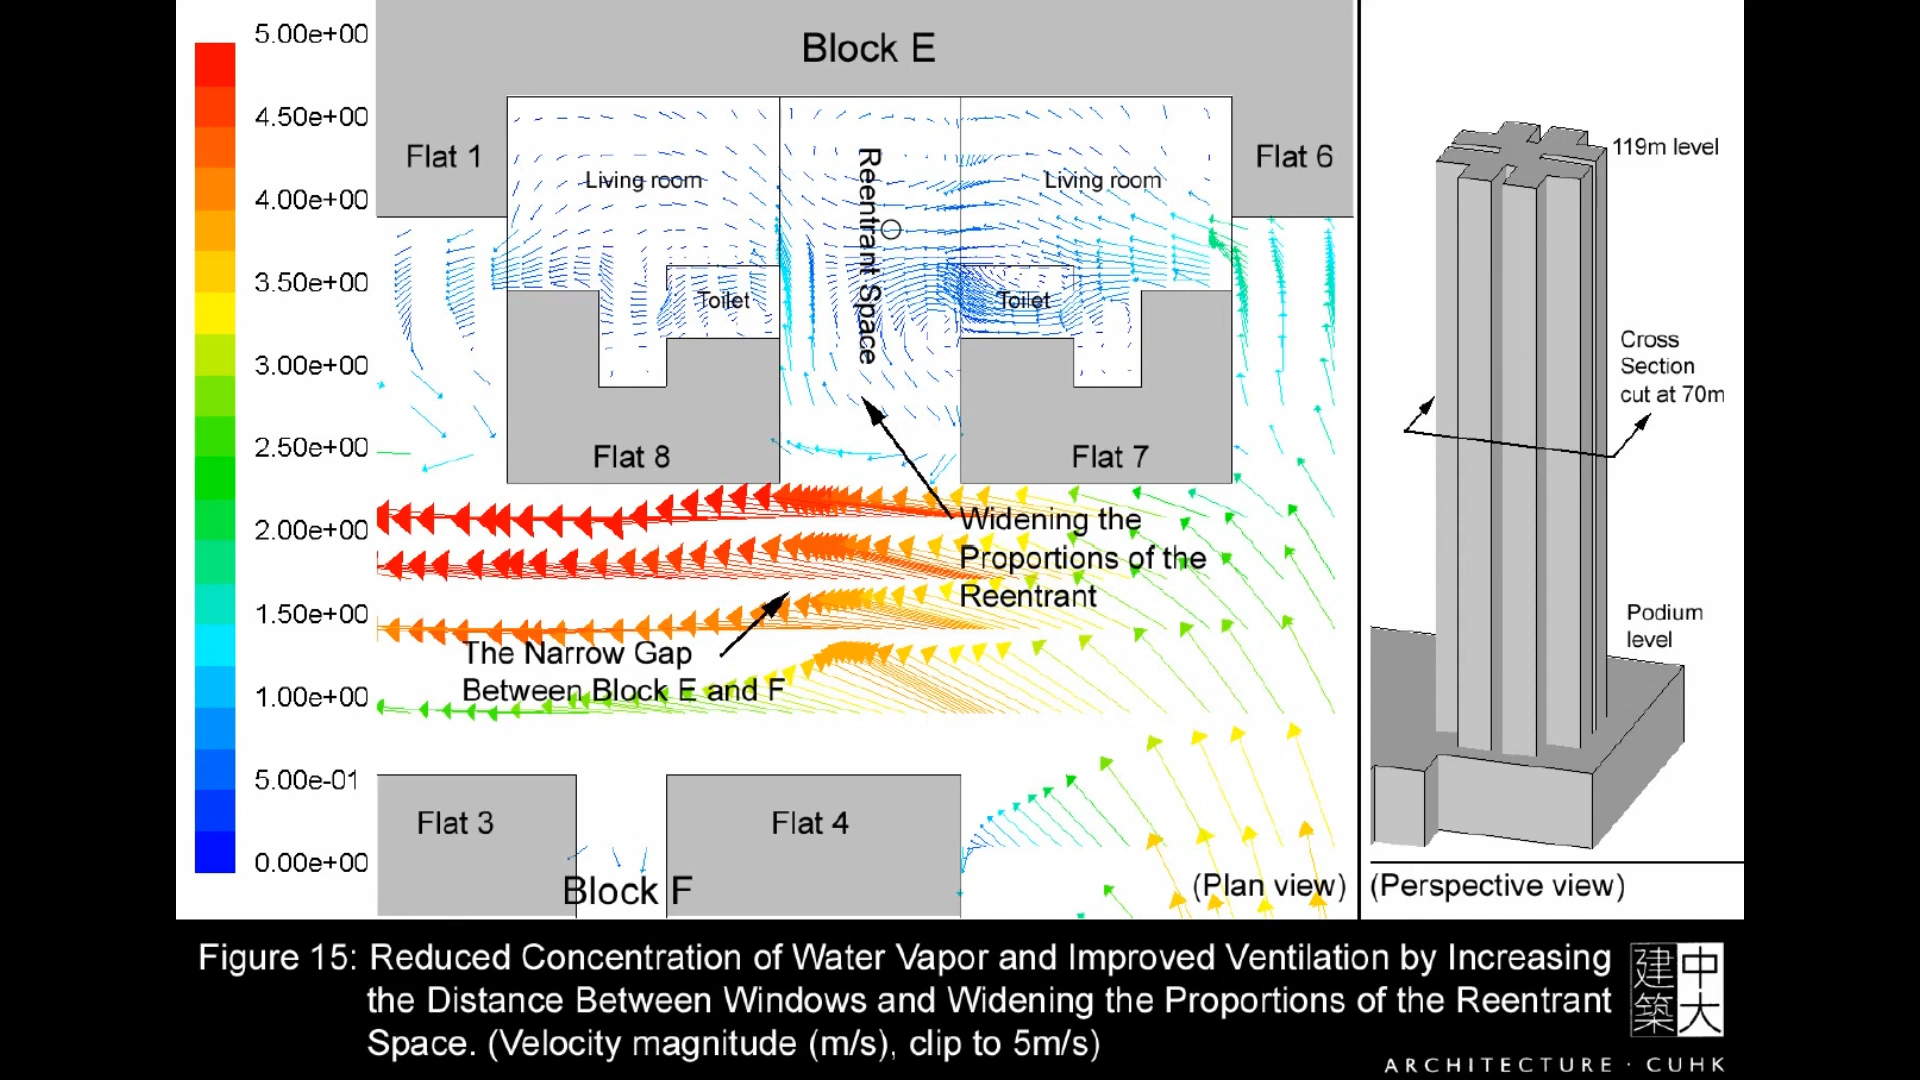 5.00e+00
4.50e+00
4.00e+00
3.50e+00
3.00e+00
2.50e+00
2.00e+00
1.50e+00
1.00e+00
5.00e-01
0.00e+00
Block E
Flat 1
Flat 6
Living room
Living room
Reentrant Space
Toilet
Toilet
Flat 8
Flat 7
Widening the
Proportions of the
Reentrant
The Narrow Gap
Between Block E and F
Flat 3
Flat 4
Block F
(Plan view)
119m level
Cross
Section
cut at 70m
Podium
level
(Perspective view)
Figure 15: Reduced Concentration of Water Vapor and Improved Ventilation by Increasing
the Distance Between Windows and Widening the Proportions of the Reentrant
Space. (Velocity magnitude (m/s), clip to 5m/s)
建築
中大
ARCHITECTURE · CUHK